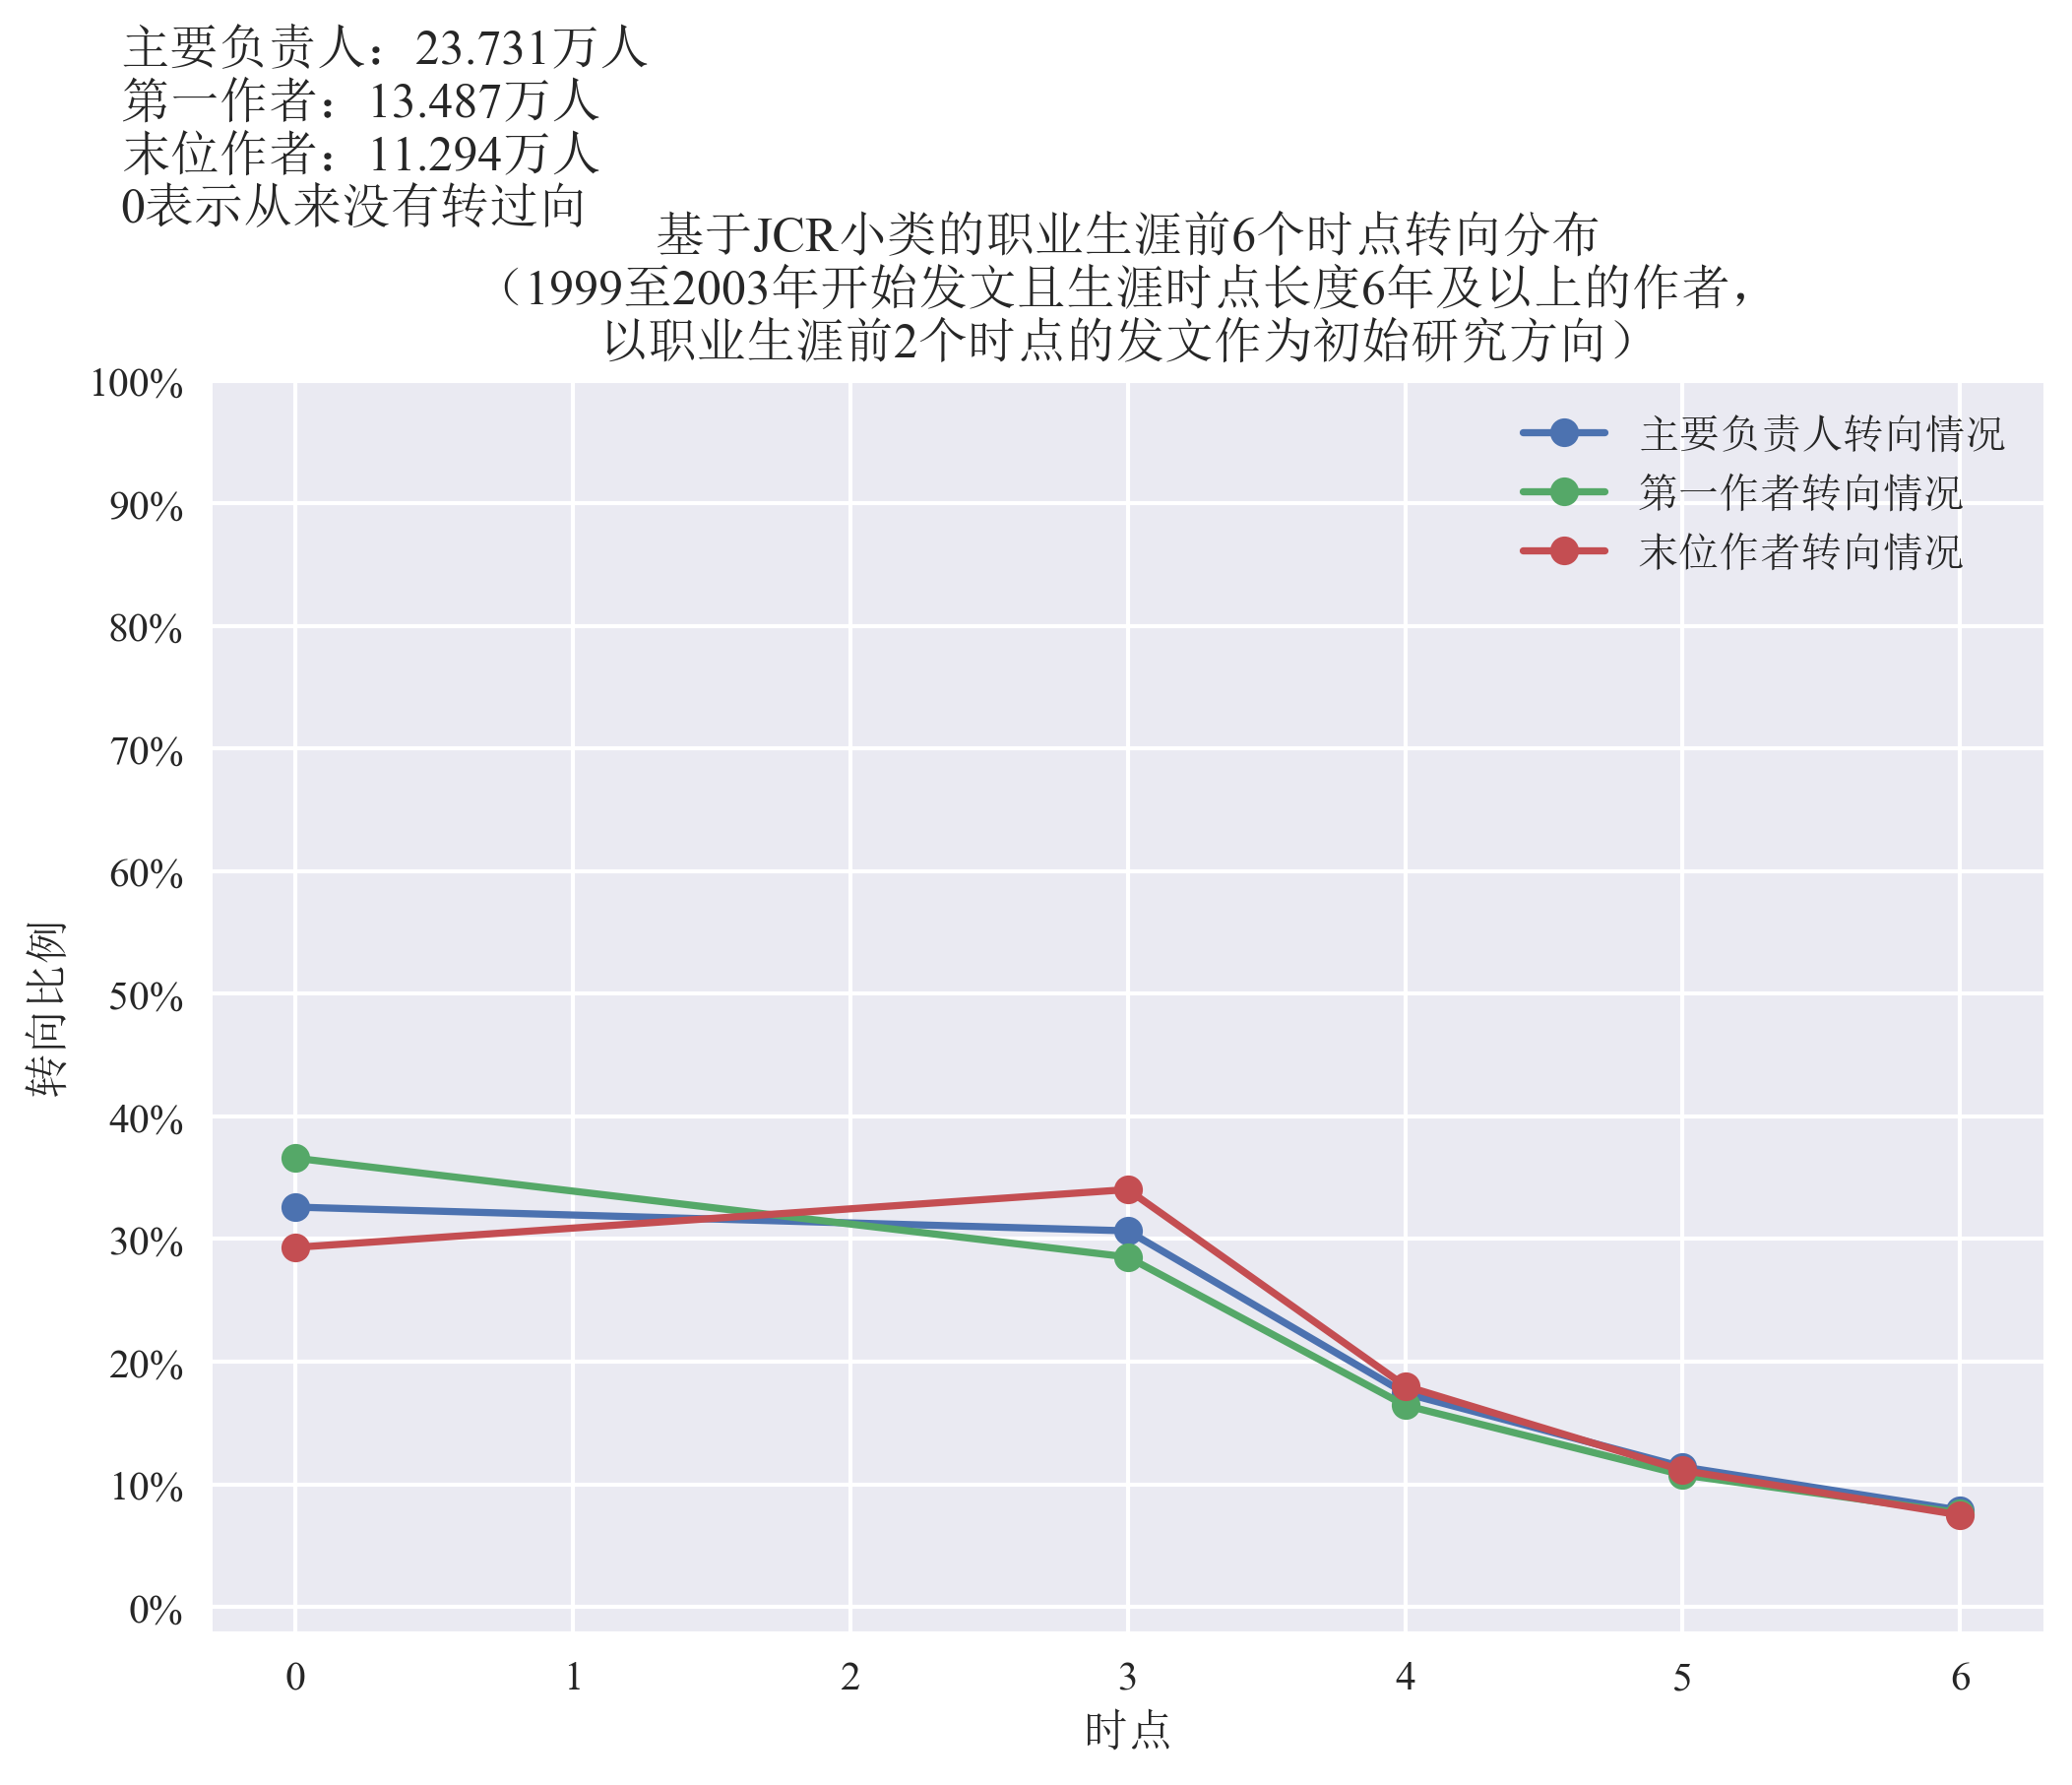 主要负责人：23.731万人
第一作者：13.487万人
末位作者：11.294万人
0表示从来没有转过向
基于JCR小类的职业生涯前6个时点转向分布
（1999至2003年开始发文且生涯时点长度6年及以上的作者，
以职业生涯前2个时点的发文作为初始研究方向）
主要负责人转向情况
第一作者转向情况
末位作者转向情况
100%
90%
80%
70%
60%
50%
40%
30%
20%
10%
0%
转向比例
0
1
2
3
4
5
6
时点